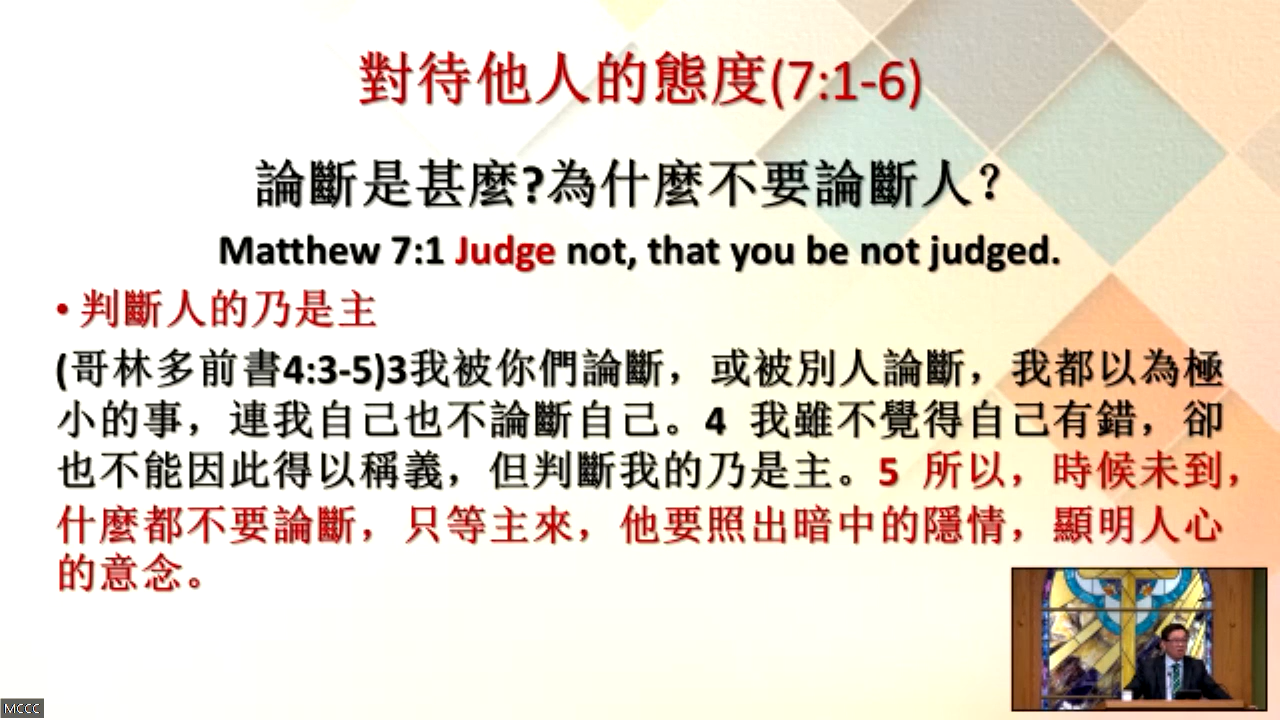 對待他人的態度(7:1-6)
論斷是甚麼?為什麼不要論斷人？
Matthew 7:1 Judge not, that you be not judged.
• 判斷人的乃是主
(哥林多前書4:3-5)3我被你們論斷，或被別人論斷，我都以為極
小的事，連我自己也不論斷自己。4 我雖不覺得自己有錯，卻
也不能因此得以稱義，但判斷我的乃是主。5 所以，時候未到，
什麼都不要論斷，只等主來，他要照出暗中的隱情，顯明人心
的意念。
MCCC